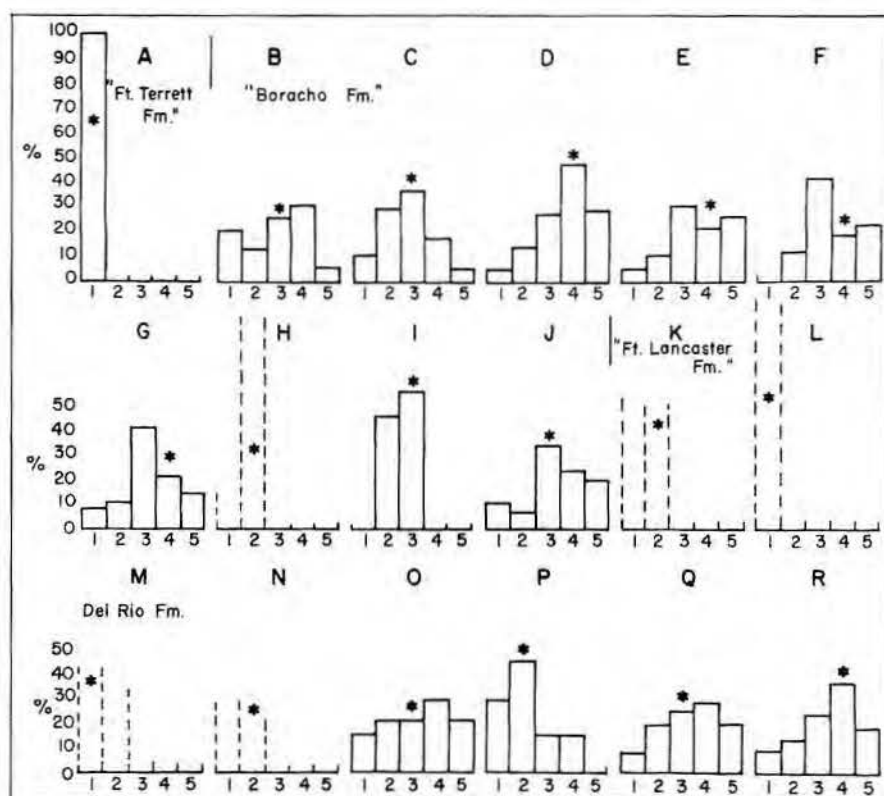 100
90
80
70
60
50
40
30
20
10
0
%
A
"Ft. Terrett
Fm."
*
1 2 3 4 5
B
"Boracho Fm."
*
1 2 3 4 5
C
*
1 2 3 4 5
D
*
1 2 3 4 5
E
*
1 2 3 4 5
F
*
1 2 3 4 5
50
40
30
20
10
0
%
G
*
1 2 3 4 5
H
*
1 2 3 4 5
I
*
1 2 3 4 5
J
*
1 2 3 4 5
K
"Ft. Lancaster
Fm."
*
1 2 3 4 5
L
*
1 2 3 4 5
M
Del Rio Fm.
50
40
30
20
10
0
%
*
1 2 3 4 5
N
*
1 2 3 4 5
O
*
1 2 3 4 5
P
*
1 2 3 4 5
Q
*
1 2 3 4 5
R
*
1 2 3 4 5